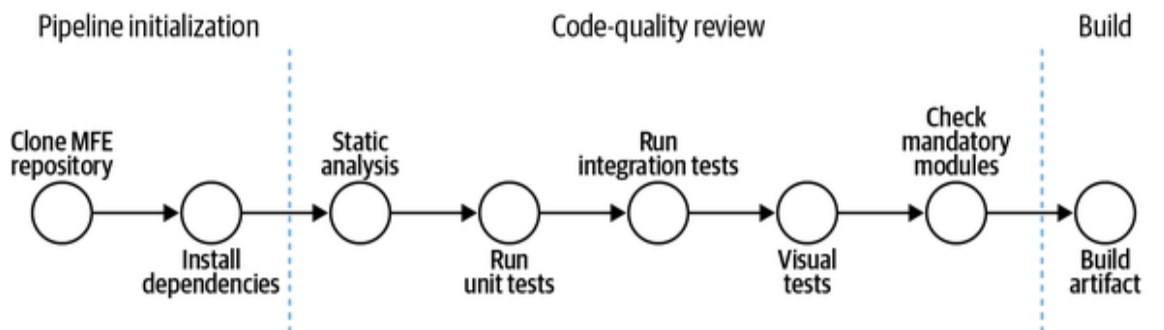 Pipeline initialization
Code-quality review
Build
Clone MFE
repository
Install
dependencies
Static
analysis
Run
unit tests
Run
integration tests
Visual
tests
Check
mandatory
modules
Build
artifact